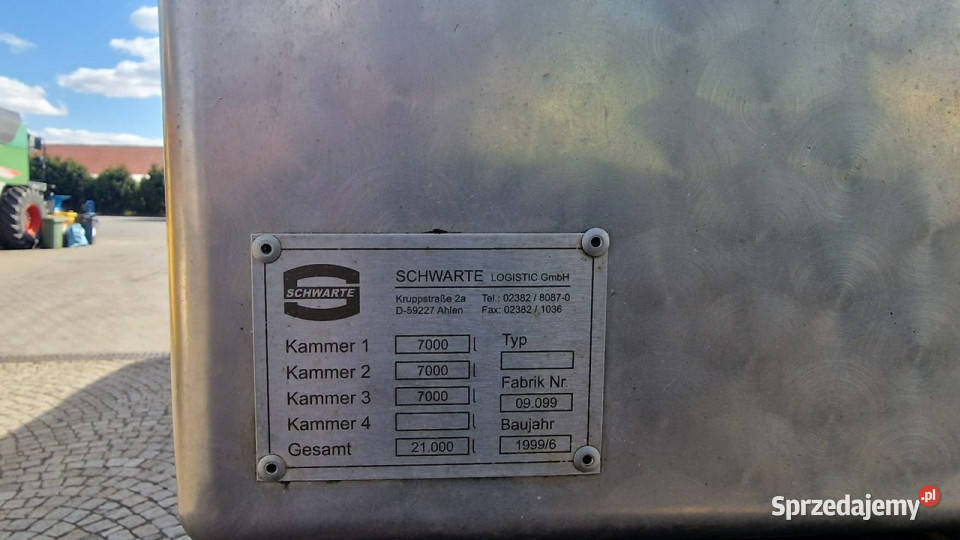 SCHWARTE
SCHWARTE LOGISTIC GmbH
Kruppstraße 2a Tel.: 02382 / 8087-0
D-59227 Ahlen Fax: 02382 / 1036
Kammer 1 7000 l
Kammer 2 7000 l
Kammer 3 7000 l
Kammer 4 l
Gesamt 21.000 l
Typ
Fabrik Nr.
09.099
Baujahr
1999/6
Sprzedajemy.pl